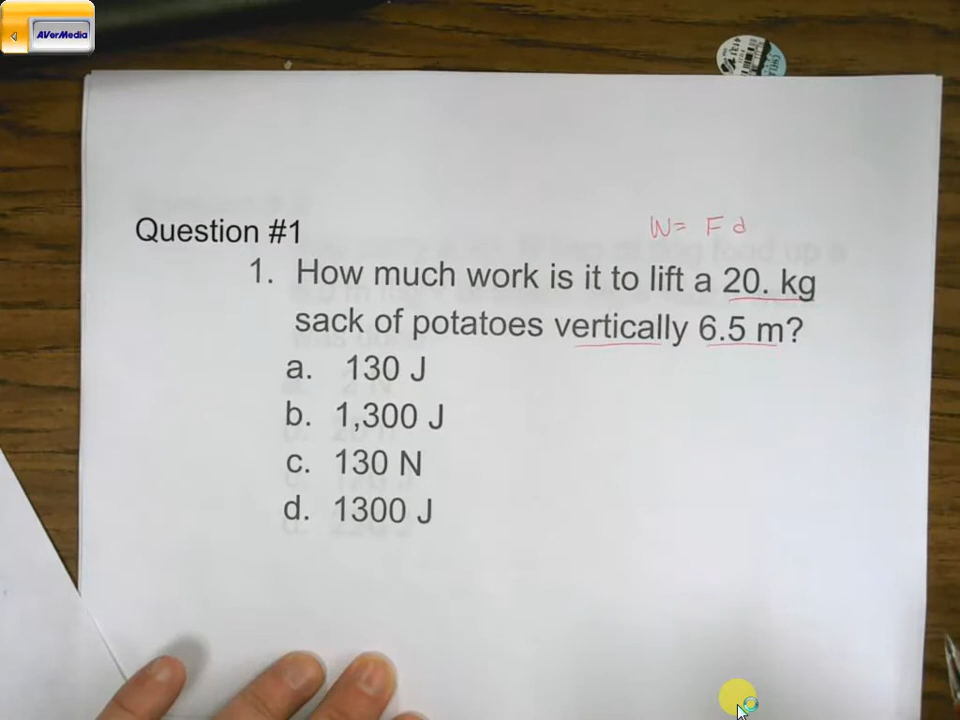 AVerMedia
W= Fd
Question #1
1. How much work is it to lift a 20. kg
sack of potatoes vertically 6.5 m?
a. 130 J
b. 1,300 J
c. 130 N
d. 1300 J